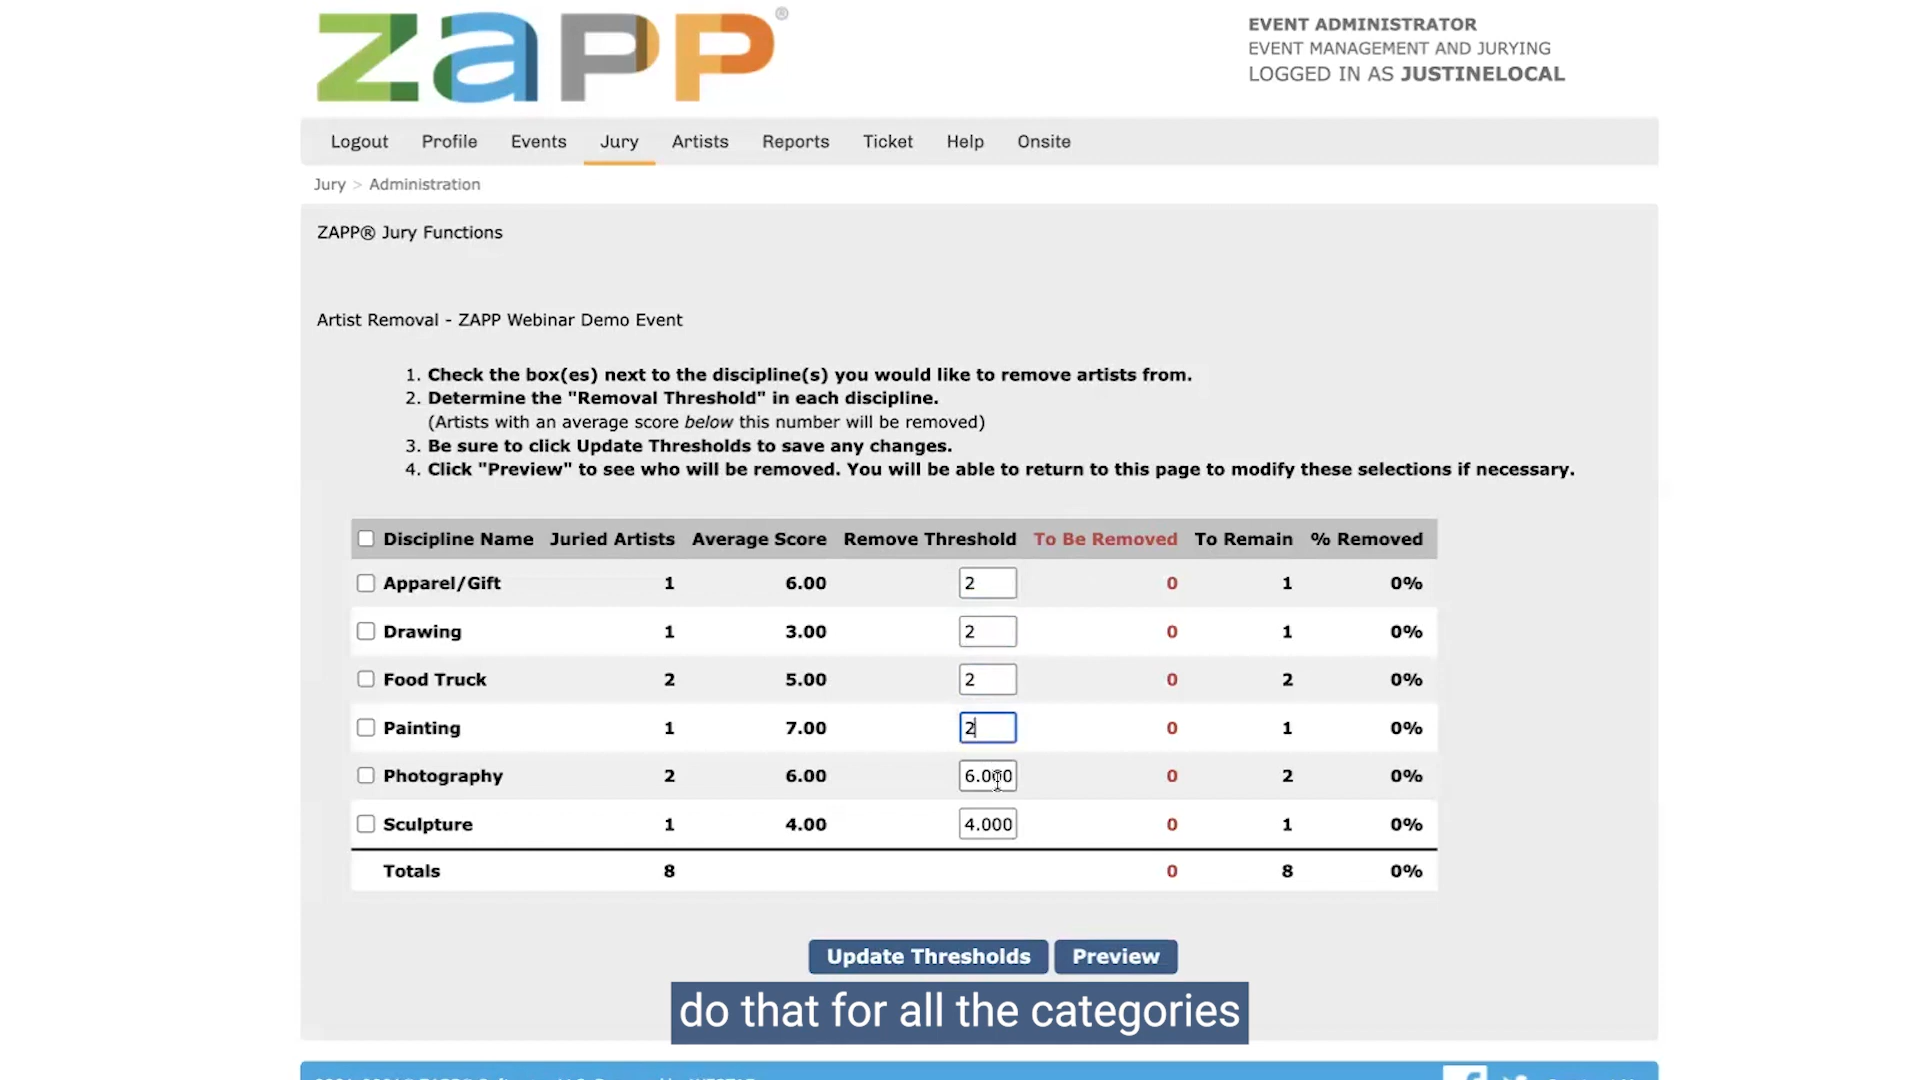 zapp®
EVENT ADMINISTRATOR
EVENT MANAGEMENT AND JURYING
LOGGED IN AS JUSTINELOCAL
Logout Profile Events Jury Artists Reports Ticket Help Onsite
Jury > Administration
ZAPP® Jury Functions
Artist Removal - ZAPP Webinar Demo Event
1. Check the box(es) next to the discipline(s) you would like to remove artists from.
2. Determine the "Removal Threshold" in each discipline.
(Artists with an average score below this number will be removed)
3. Be sure to click Update Thresholds to save any changes.
4. Click "Preview" to see who will be removed. You will be able to return to this page to modify these selections if necessary.
Discipline Name Juried Artists Average Score Remove Threshold To Be Removed To Remain % Removed
Apparel/Gift 1 6.00 2 0 1 0%
Drawing 1 3.00 2 0 1 0%
Food Truck 2 5.00 2 0 2 0%
Painting 1 7.00 2 0 1 0%
Photography 2 6.00 6.000 0 2 0%
Sculpture 1 4.00 4.000 0 1 0%
Totals 8 0 8 0%
Update Thresholds Preview
do that for all the categories